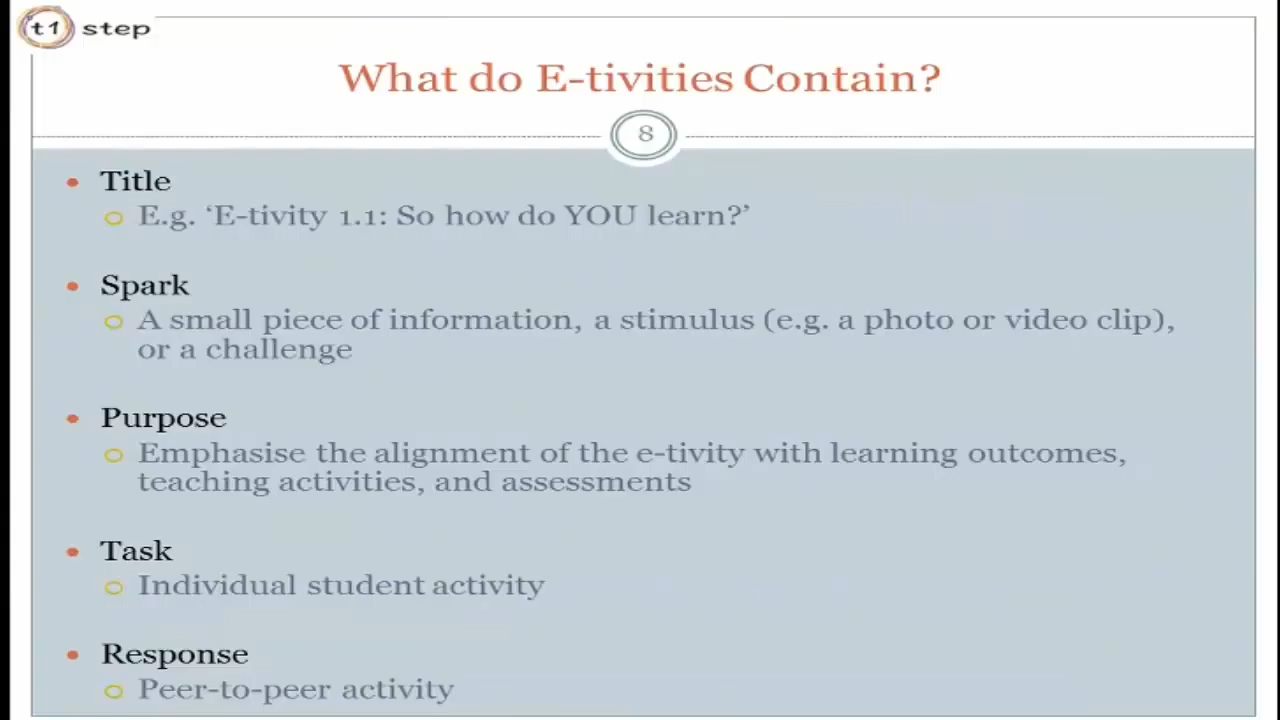 t1 step
What do E-tivities Contain?
8
• Title
o E.g. ‘E-tivity 1.1: So how do YOU learn?’
• Spark
o A small piece of information, a stimulus (e.g. a photo or video clip),
or a challenge
• Purpose
o Emphasise the alignment of the e-tivity with learning outcomes,
teaching activities, and assessments
• Task
o Individual student activity
• Response
o Peer-to-peer activity